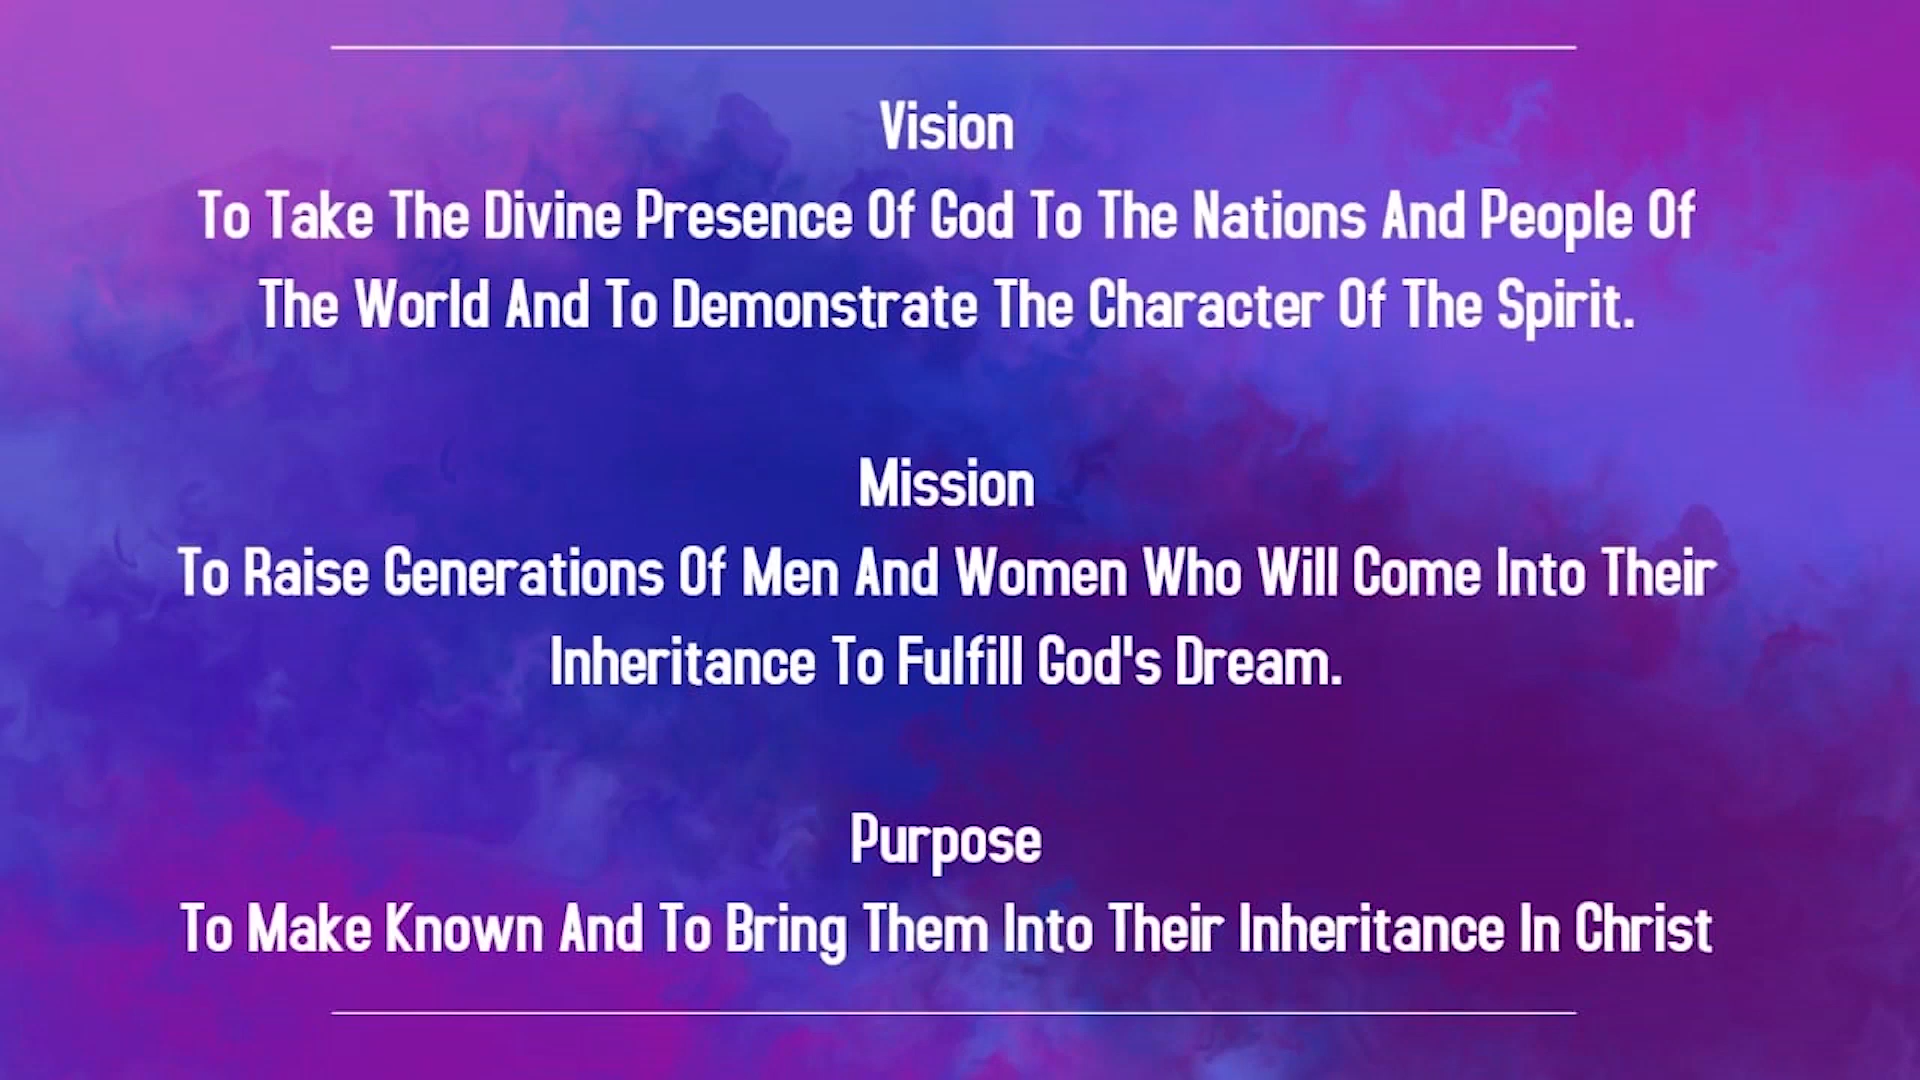 Vision
To Take The Divine Presence Of God To The Nations And People Of
The World And To Demonstrate The Character Of The Spirit.
Mission
To Raise Generations Of Men And Women Who Will Come Into Their
Inheritance To Fulfill God's Dream.
Purpose
To Make Known And To Bring Them Into Their Inheritance In Christ